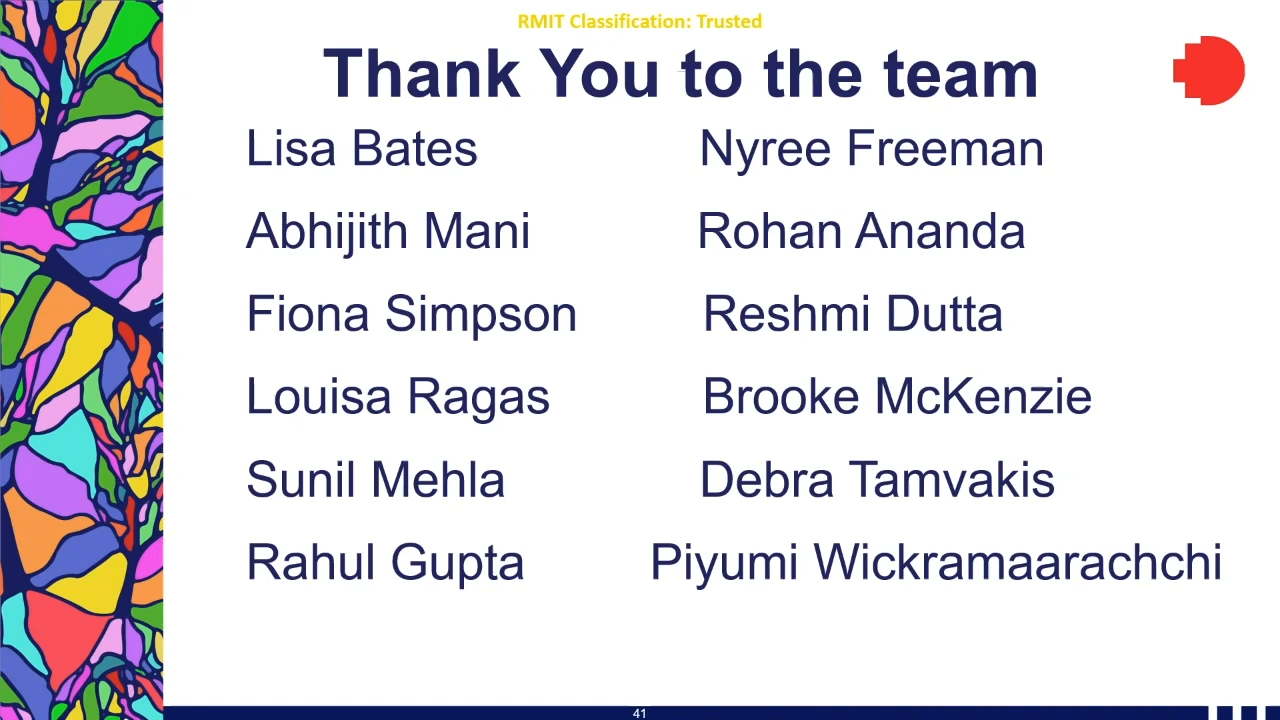 RMIT Classification: Trusted
Thank You to the team
Lisa Bates Nyree Freeman
Abhijith Mani Rohan Ananda
Fiona Simpson Reshmi Dutta
Louisa Ragas Brooke McKenzie
Sunil Mehla Debra Tamvakis
Rahul Gupta Piyumi Wickramaarachchi
41